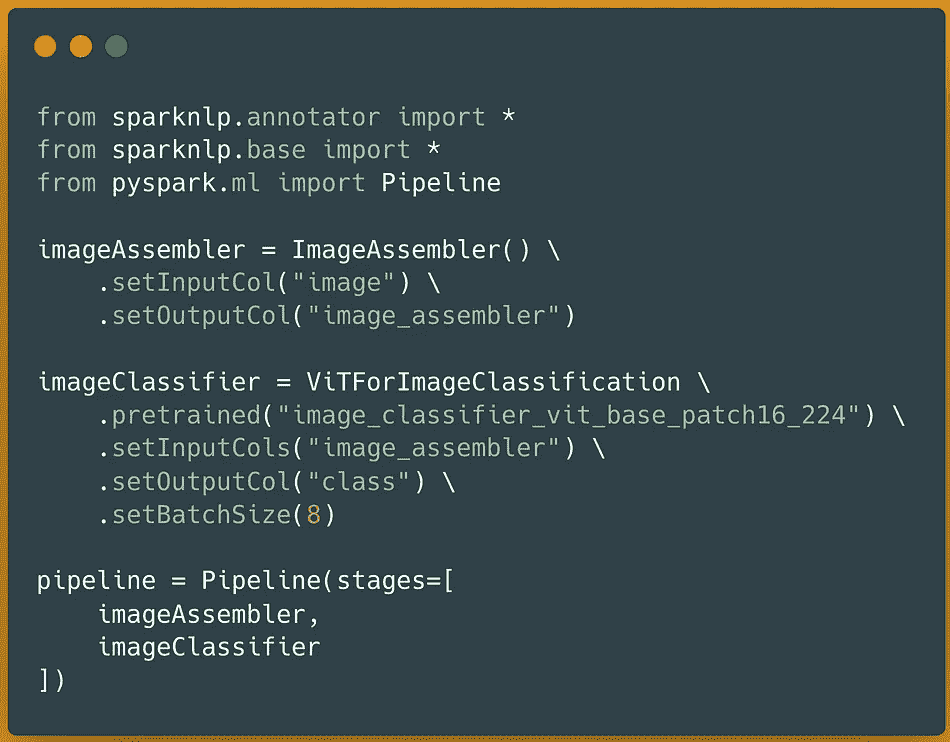 from sparknlp.annotator import *
from sparknlp.base import *
from pyspark.ml import Pipeline
imageAssembler = ImageAssembler() \
    .setInputCol("image") \
    .setOutputCol("image_assembler")
imageClassifier = ViTForImageClassification \
    .pretrained("image_classifier_vit_base_patch16_224") \
    .setInputCols("image_assembler") \
    .setOutputCol("class") \
    .setBatchSize(8)
pipeline = Pipeline(stages=[
    imageAssembler,
    imageClassifier
])